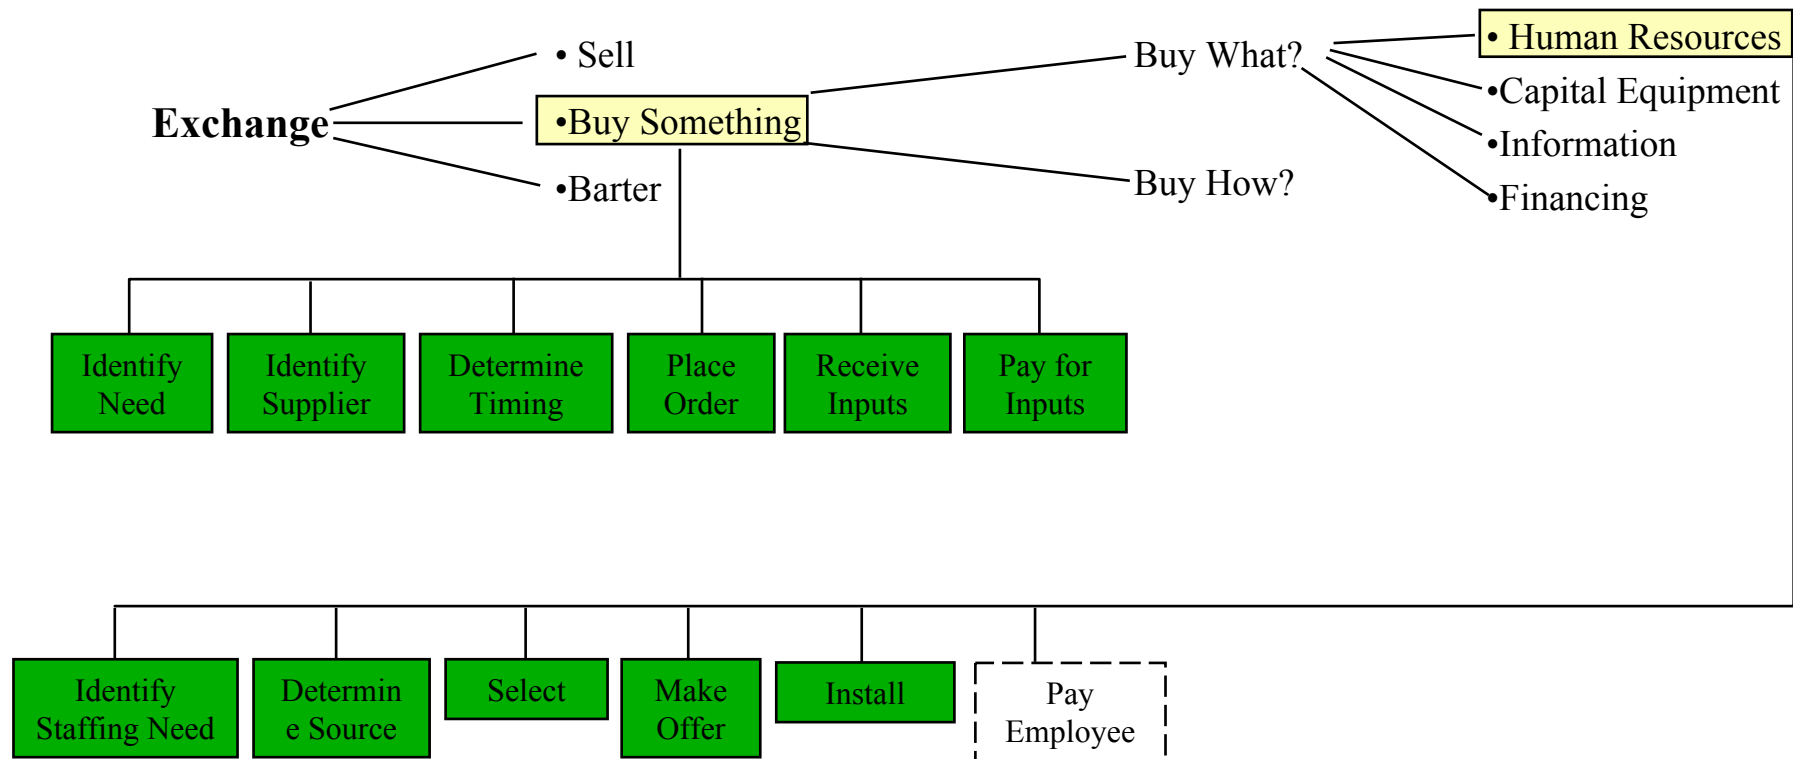 • Sell
Exchange
•Buy Something
•Barter
Buy What?
Buy How?
• Human Resources
•Capital Equipment
•Information
•Financing
Identify
Need
Identify
Supplier
Determine
Timing
Place
Order
Receive
Inputs
Pay for
Inputs
Identify
Staffing Need
Determin
e Source
Select
Make
Offer
Install
Pay
Employee